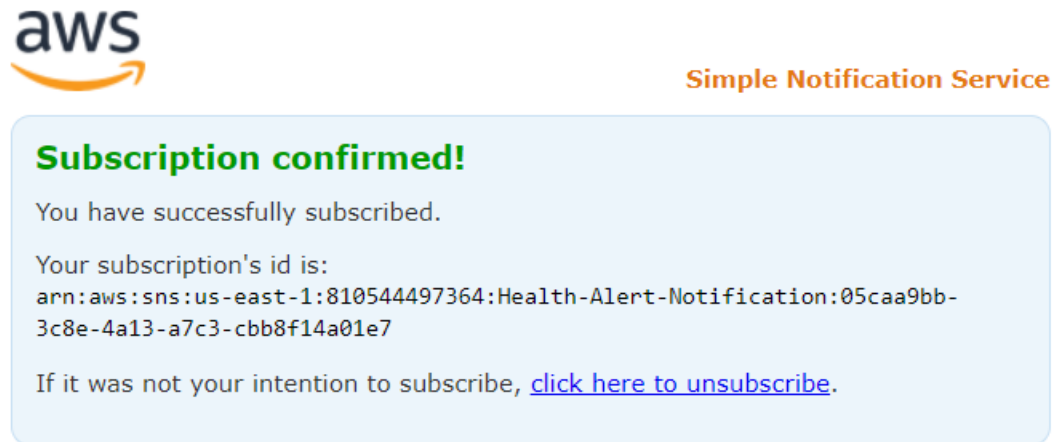 aws
Simple Notification Service
Subscription confirmed!
You have successfully subscribed.
Your subscription's id is:
arn:aws:sns:us-east-1:810544497364:Health-Alert-Notification:05caa9bb-
3c8e-4a13-a7c3-cbb8f14a01e7
If it was not your intention to subscribe, click here to unsubscribe.